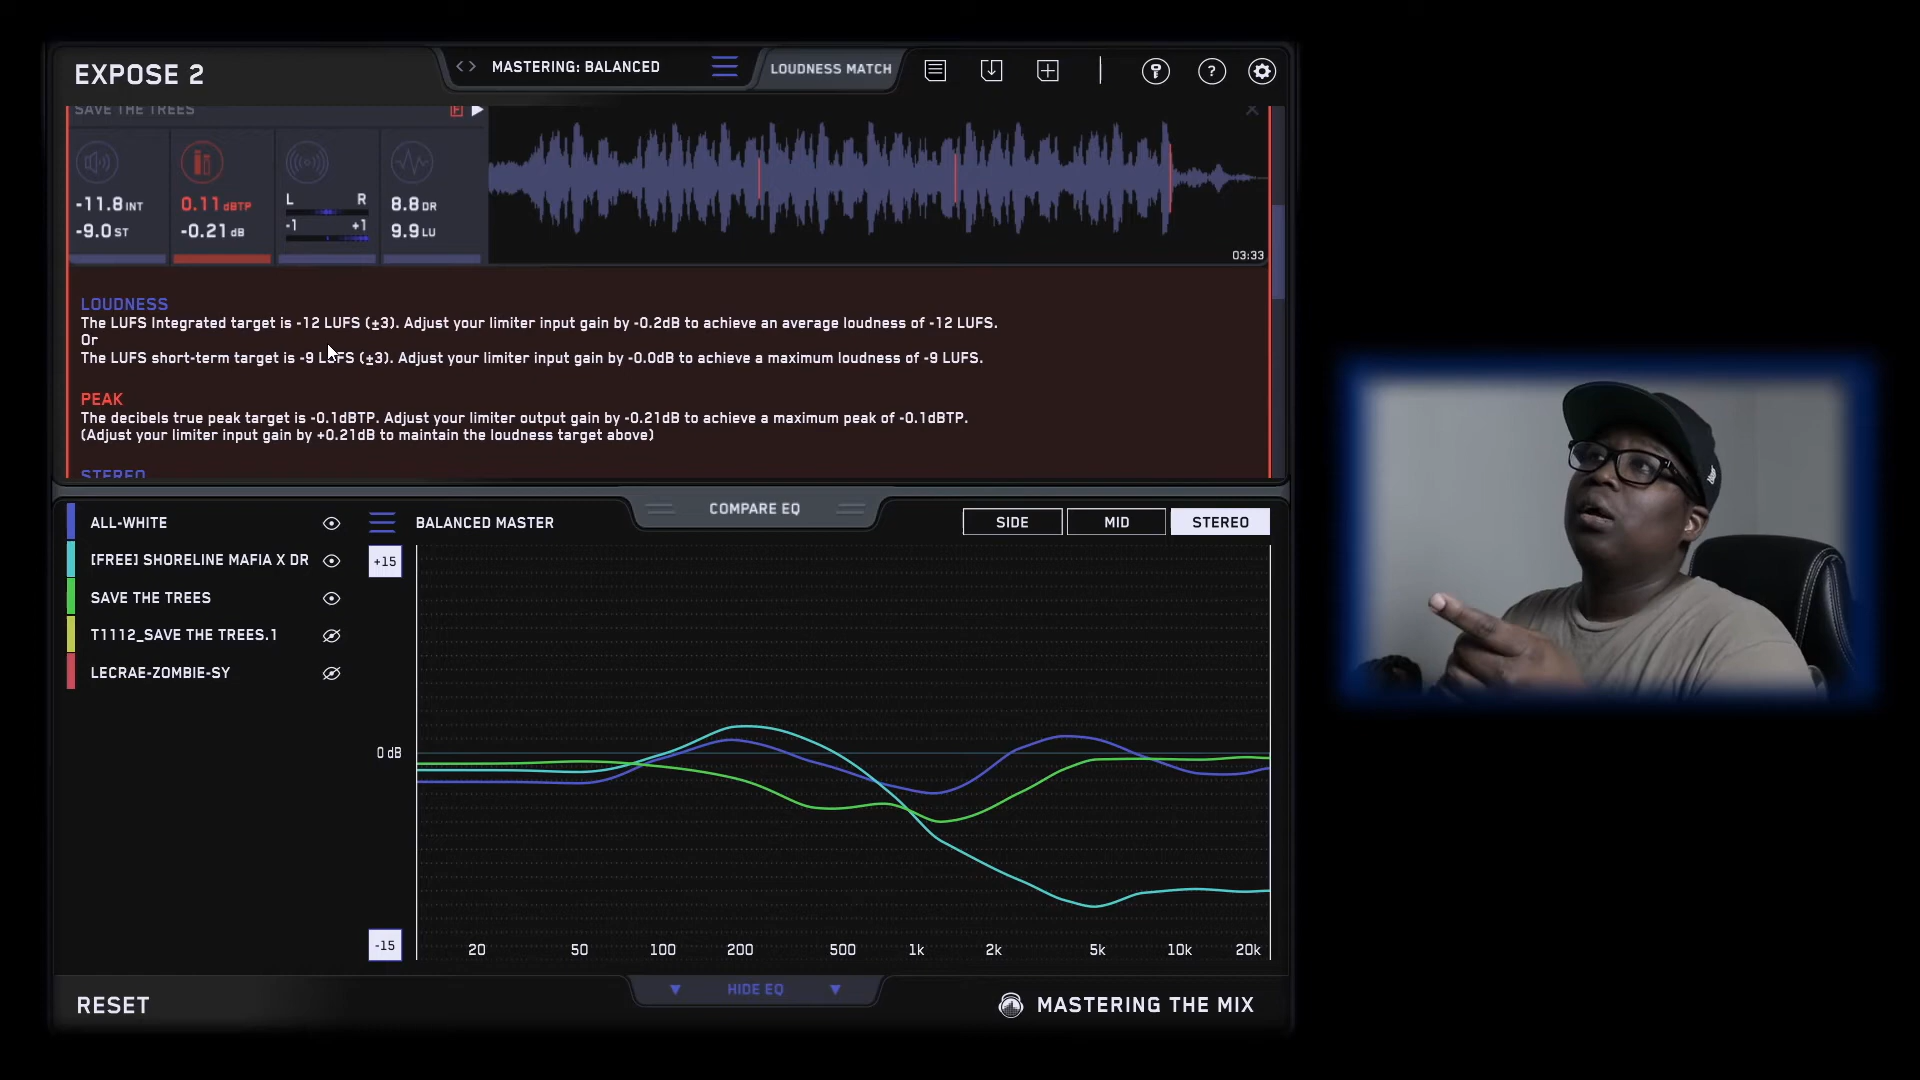 EXPOSE 2
< > MASTERING: BALANCED
LOUDNESS MATCH
?
SAVE THE TREES
F
-11.8 INT
-9.0 ST
0.11 dBTP
-0.21 dB
L R
-1 +1
8.8 DR
9.9 LU
03:33
LOUDNESS
The LUFS Integrated target is -12 LUFS (±3). Adjust your limiter input gain by -0.2dB to achieve an average loudness of -12 LUFS.
Or
The LUFS short-term target is -9 LUFS (±3). Adjust your limiter input gain by -0.0dB to achieve a maximum loudness of -9 LUFS.
PEAK
The decibels true peak target is -0.1dBTP. Adjust your limiter output gain by -0.21dB to achieve a maximum peak of -0.1dBTP.
(Adjust your limiter input gain by +0.21dB to maintain the loudness target above)
STEREO
COMPARE EQ
ALL-WHITE
[FREE] SHORELINE MAFIA X DR
SAVE THE TREES
T1112_SAVE THE TREES.1
LECRAE-ZOMBIE-SY
BALANCED MASTER
SIDE
MID
STEREO
+15
0 dB
-15
20 50 100 200 500 1k 2k 5k 10k 20k
RESET
HIDE EQ
MASTERING THE MIX